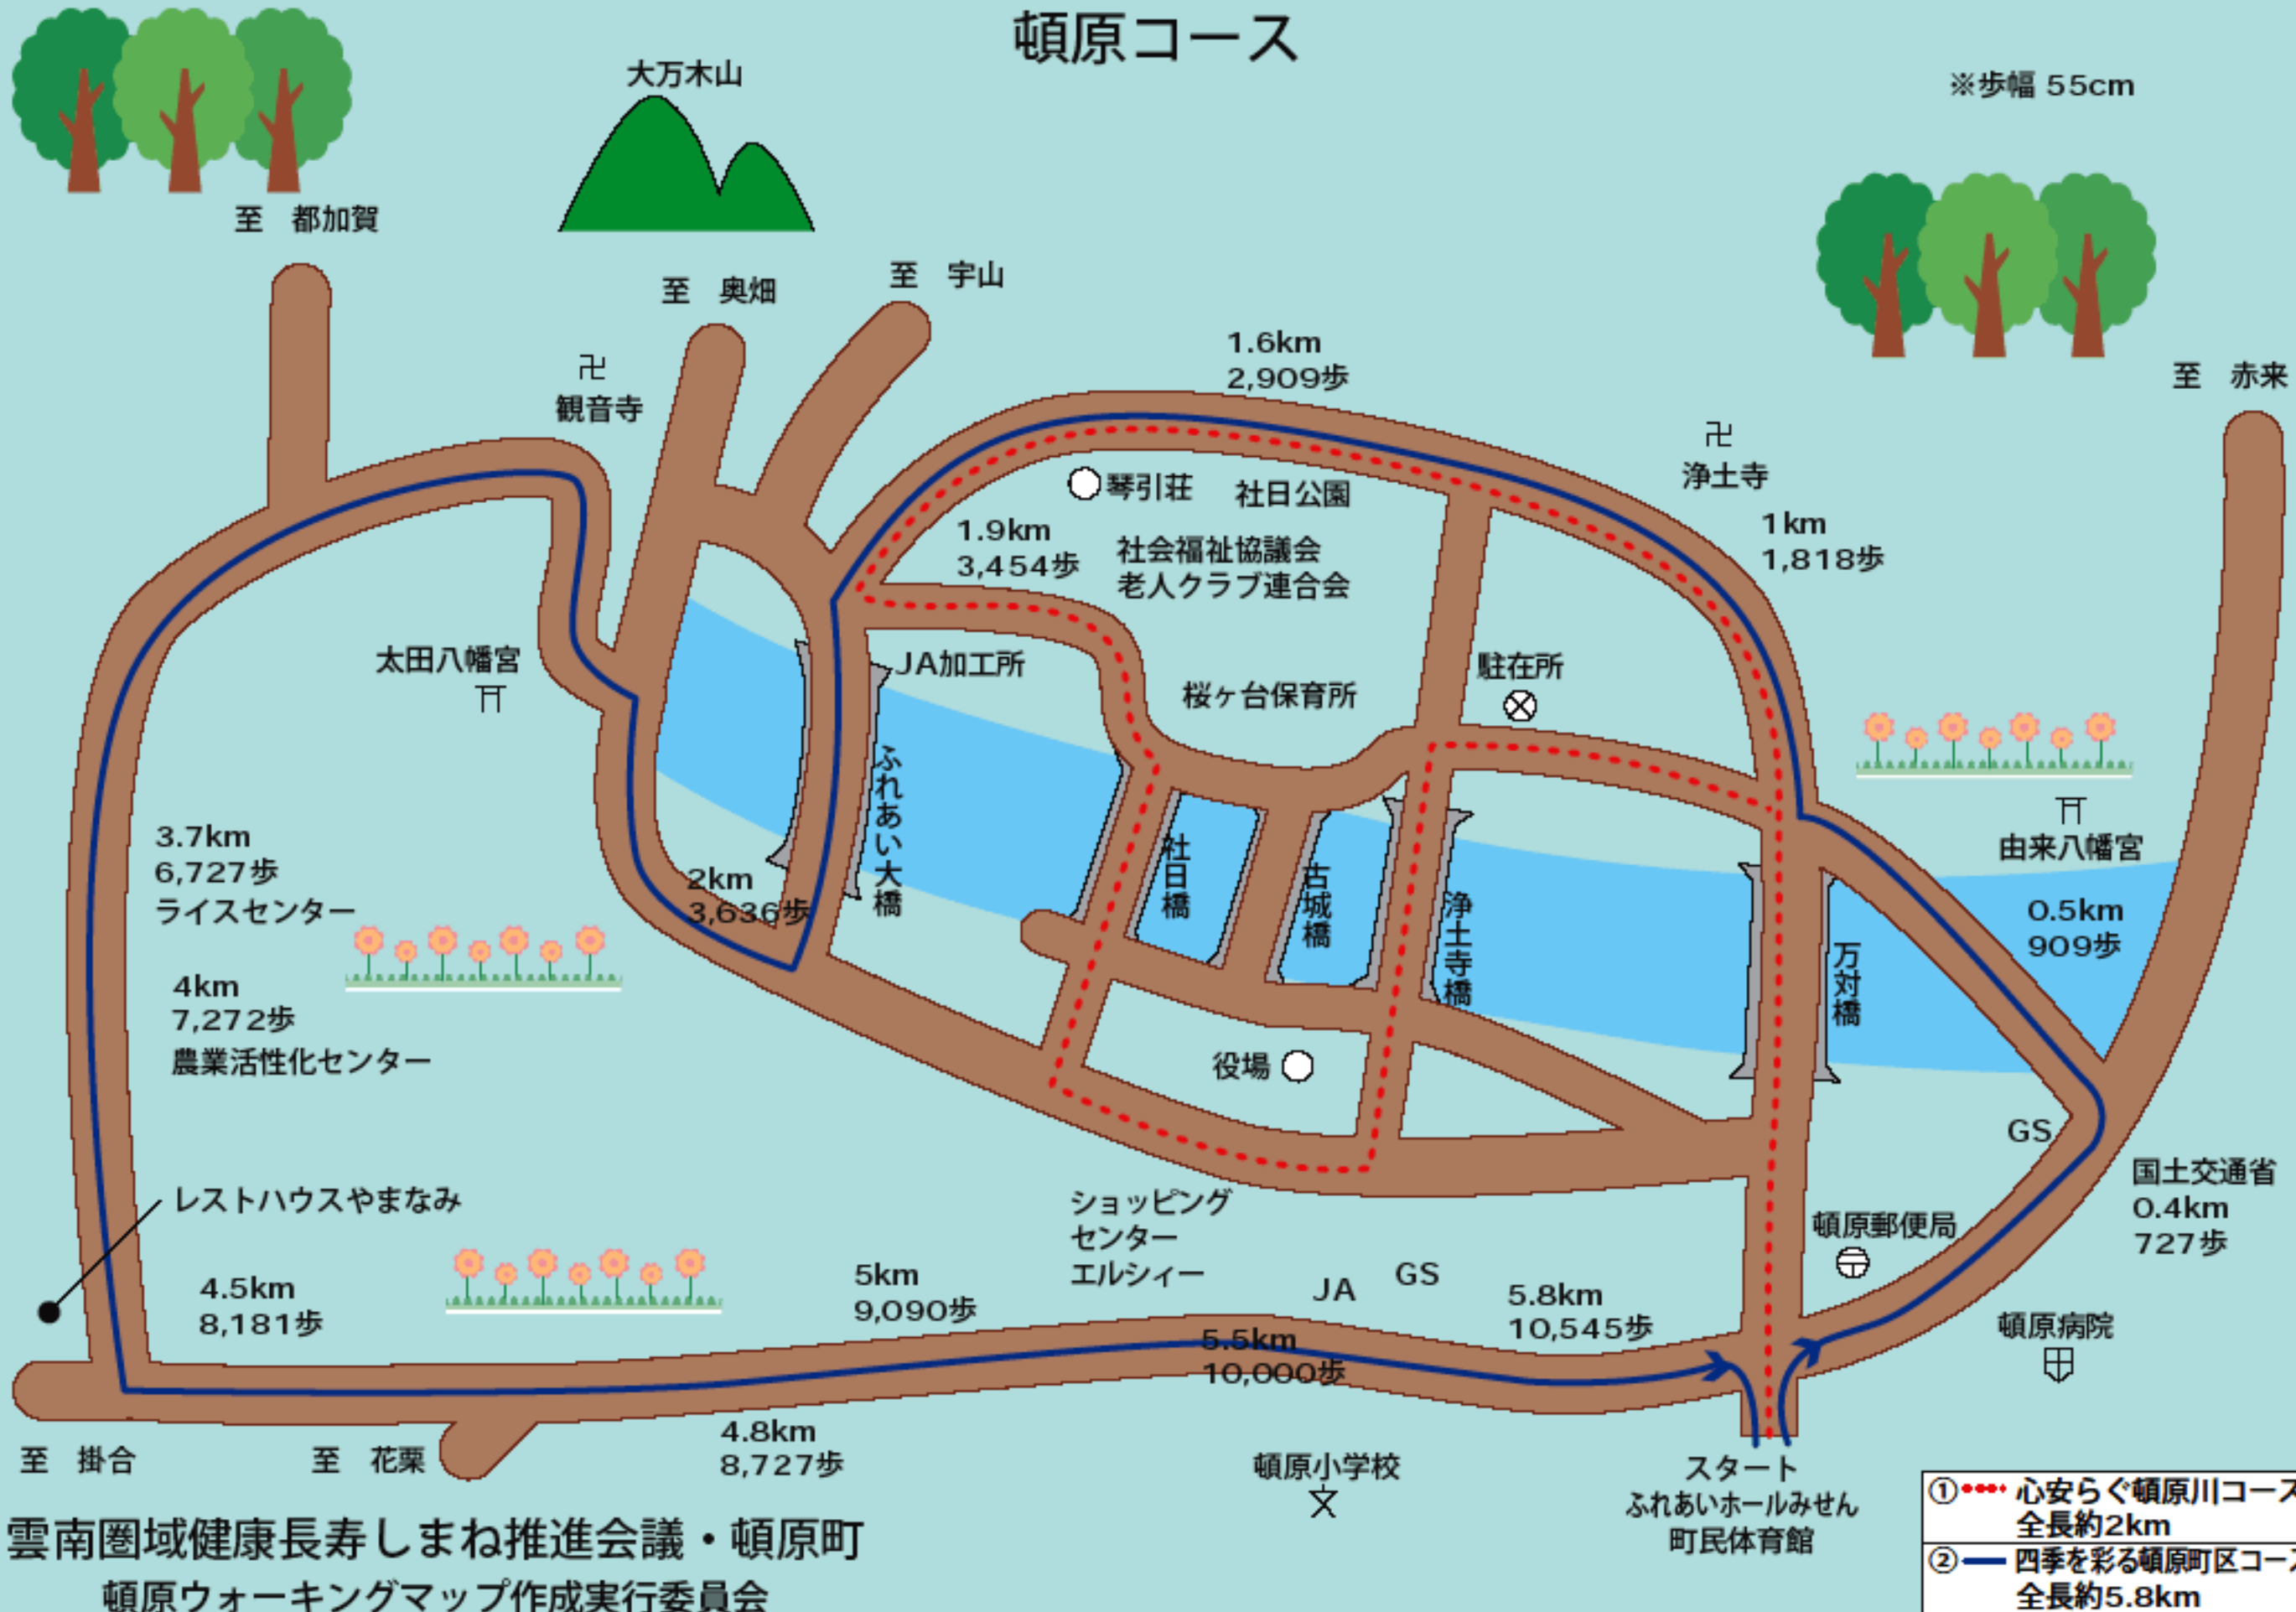 頓原コース
※歩幅 55cm
大万木山
至　都加賀
至　奥畑
至　宇山
1.6km
2,909歩
至　赤来
卍
観音寺
卍
浄土寺
琴引荘
社日公園
1.9km
3,454歩
社会福祉協議会
老人クラブ連合会
1km
1,818歩
太田八幡宮
JA加工所
桜ヶ台保育所
駐在所
ふれあい大橋
社日橋
古城橋
浄土寺橋
万対橋
由来八幡宮
0.5km
909歩
3.7km
6,727歩
ライスセンター
2km
3,636歩
4km
7,272歩
農業活性化センター
役場
GS
国土交通省
0.4km
727歩
レストハウスやまなみ
ショッピング
センター
エルシィー
頓原郵便局
4.5km
8,181歩
5km
9,090歩
JA
GS
5.8km
10,545歩
5.5km
10,000歩
頓原病院
4.8km
8,727歩
至　掛合
至　花栗
頓原小学校
スタート
ふれあいホールみせん
町民体育館
①心安らぐ頓原川コース
全長約2km
②四季を彩る頓原町区コース
全長約5.8km
雲南圏域健康長寿しまね推進会議・頓原町
頓原ウォーキングマップ作成実行委員会